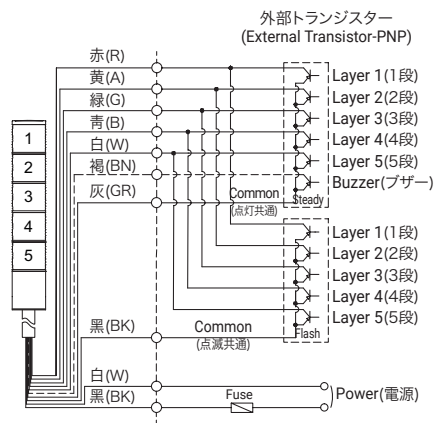 外部トランジスター
(External Transistor-PNP)
赤(R)
黄(A)
緑(G)
青(B)
白(W)
褐(BN)
灰(GR)
Layer 1(1段)
Layer 2(2段)
Layer 3(3段)
Layer 4(4段)
Layer 5(5段)
Buzzer(ブザー)
Common
(点灯共通)
Steady
1
2
3
4
5
Layer 1(1段)
Layer 2(2段)
Layer 3(3段)
Layer 4(4段)
Layer 5(5段)
Flash
黒(BK)
Common
(点滅共通)
白(W)
黒(BK)
Fuse
Power(電源)